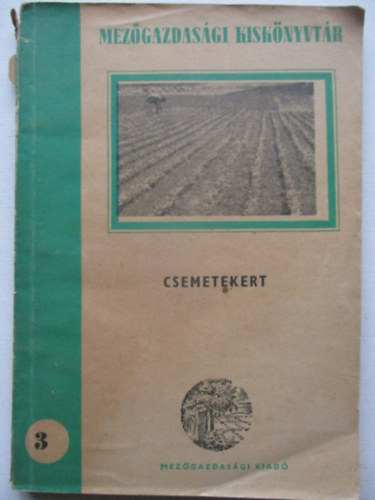 MEZŐGAZDASÁGI KISKÖNYVTÁR
CSEMETEKERT
3
MEZŐGAZDASÁGI KIADÓ